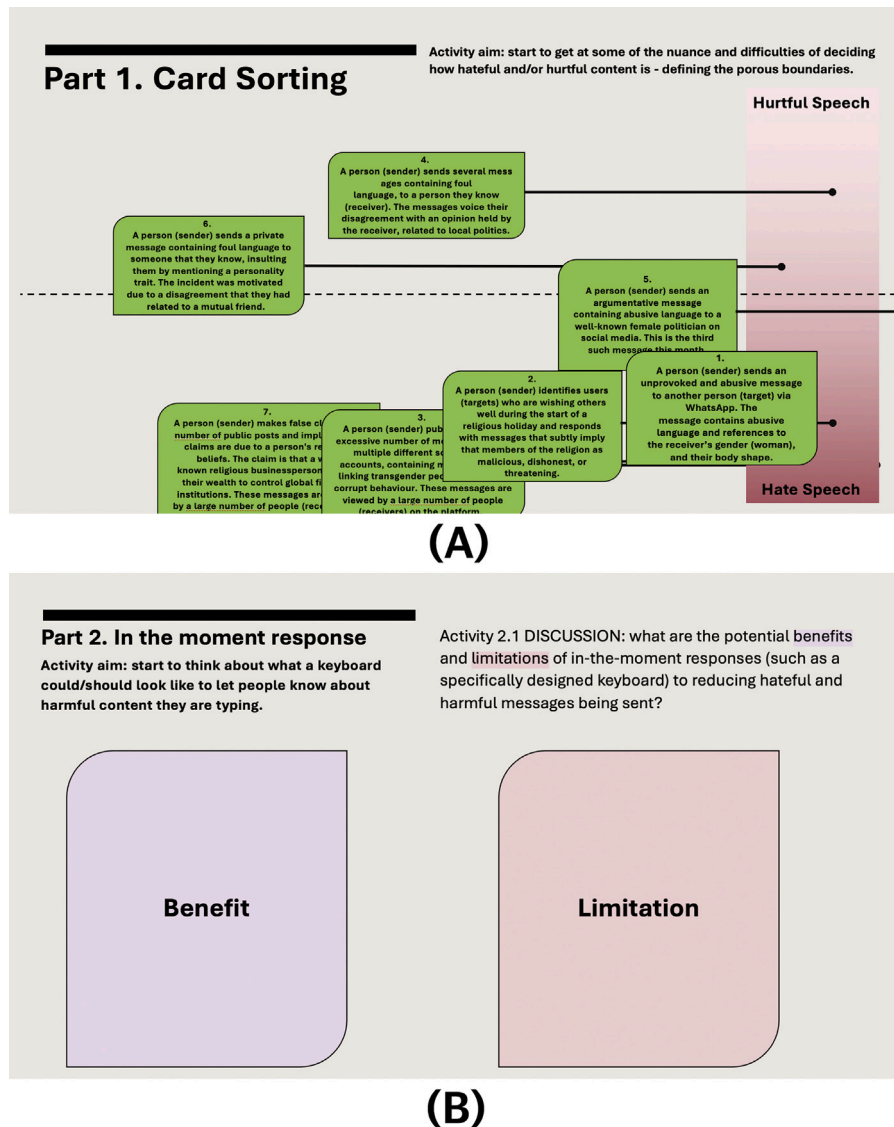 Part 1. Card Sorting
Activity aim: start to get at some of the nuance and difficulties of deciding
how hateful and/or hurtful content is - defining the porous boundaries.
Hurtful Speech
4.
A person (sender) sends several mess
ages containing foul
language, to a person they know
(receiver). The messages voice their
disagreement with an opinion held by
the receiver, related to local politics.
6.
A person (sender) sends a private
message containing foul language to
someone that they know, insulting
them by mentioning a personality
trait. The incident was motivated
due to a disagreement that they had
related to a mutual friend.
5.
A person (sender) sends an
argumentative message
containing abusive language to a
well-known female politician on
social media. This is the third
such message this month.
1.
A person (sender) sends an
unprovoked and abusive message
to another person (target) via
WhatsApp. The
message contains abusive
language and references to
the receiver's gender (woman),
and their body shape.
2.
A person (sender) identifies users
(targets) who are wishing others
well during the start of a
religious holiday and responds
with messages that subtly imply
that members of the religion as
malicious, dishonest, or
threatening.
7.
A person (sender) makes false
number of public posts and
claims are due to a person's
beliefs. The claim is that a
known religious businessperson
their wealth to control global
institutions. These messages
by a large number of people
3.
A person (sender)
excessive number of
multiple different
accounts, containing
linking transgender
corrupt behaviour. These messages are
viewed by a large number of people
(receivers) on the platform
Hate Speech
(A)
Part 2. In the moment response
Activity aim: start to think about what a keyboard
could/should look like to let people know about
harmful content they are typing.
Activity 2.1 DISCUSSION: what are the potential benefits
and limitations of in-the-moment responses (such as a
specifically designed keyboard) to reducing hateful and
harmful messages being sent?
Benefit
Limitation
(B)